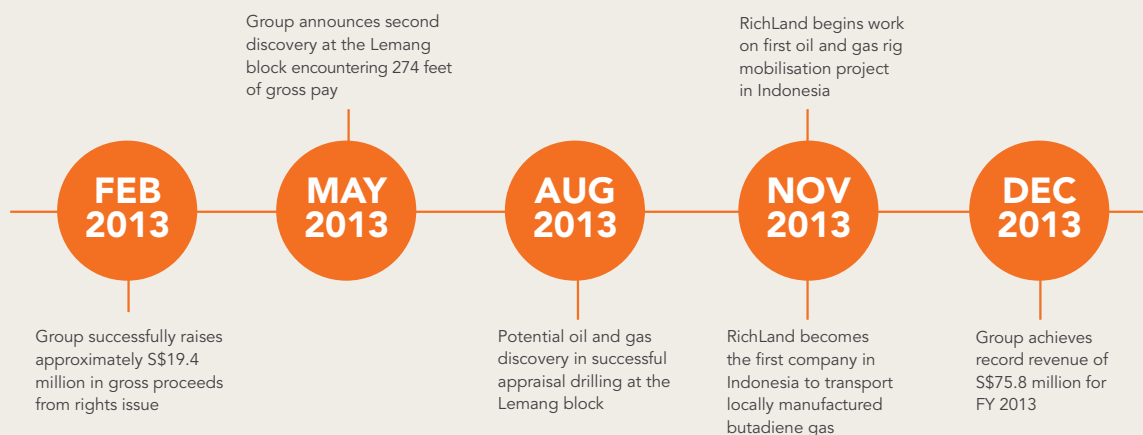 FEB
2013
Group successfully raises
approximately S$19.4
million in gross proceeds
from rights issue
Group announces second
discovery at the Lemang
block encountering 274 feet
of gross pay
MAY
2013
AUG
2013
Potential oil and gas
discovery in successful
appraisal drilling at the
Lemang block
RichLand begins work
on first oil and gas rig
mobilisation project
in Indonesia
NOV
2013
RichLand becomes
the first company in
Indonesia to transport
locally manufactured
butadiene gas
DEC
2013
Group achieves
record revenue of
S$75.8 million for
FY 2013